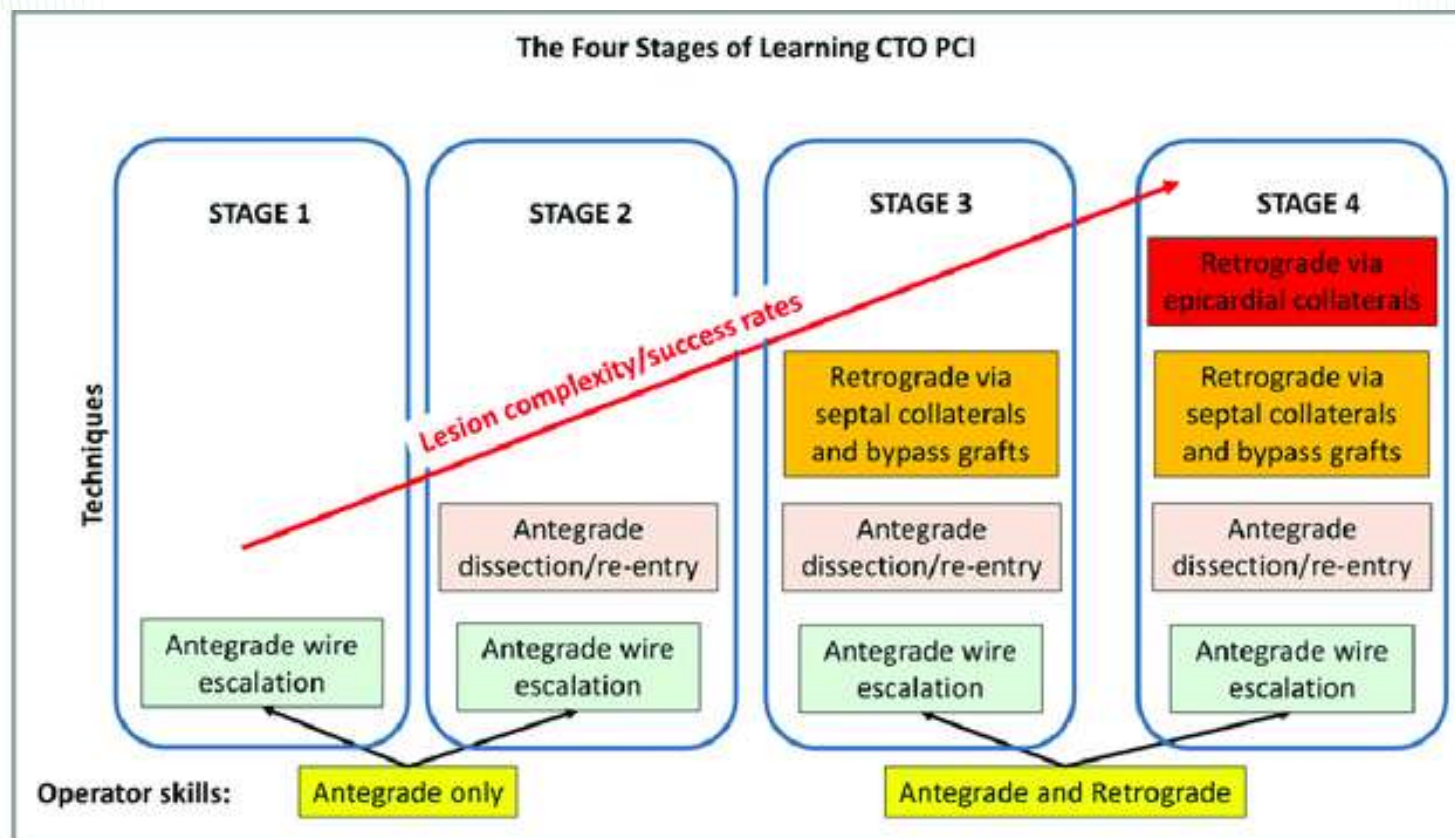 The Four Stages of Learning CTO PCI
Techniques
STAGE 1
Antegrade wire
escalation
STAGE 2
Antegrade
dissection/re-entry
Antegrade wire
escalation
STAGE 3
Retrograde via
septal collaterals
and bypass grafts
Antegrade
dissection/re-entry
Antegrade wire
escalation
STAGE 4
Retrograde via
epicardial collaterals
Retrograde via
septal collaterals
and bypass grafts
Antegrade
dissection/re-entry
Antegrade wire
escalation
Lesion complexity/success rates
Operator skills:
Antegrade only
Antegrade and Retrograde